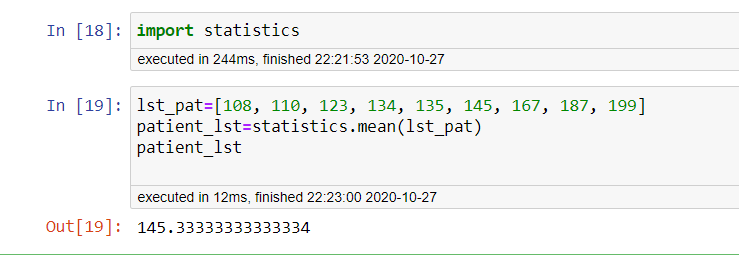 In [18]: import statistics
executed in 244ms, finished 22:21:53 2020-10-27
In [19]: lst_pat=[108, 110, 123, 134, 135, 145, 167, 187, 199]
patient_lst=statistics.mean(lst_pat)
patient_lst
executed in 12ms, finished 22:23:00 2020-10-27
Out[19]: 145.33333333333334